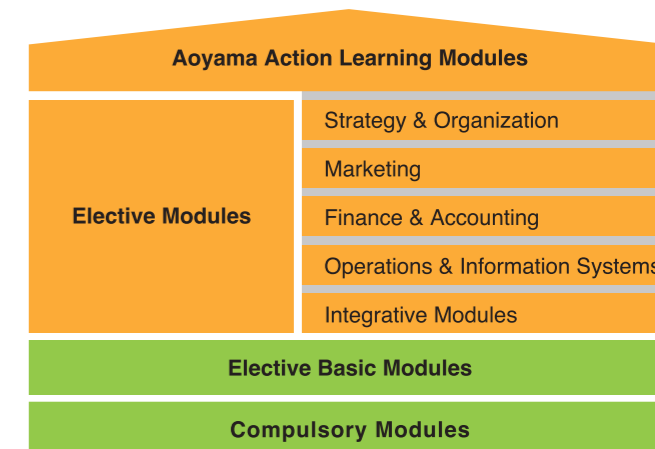 Aoyama Action Learning Modules
Elective Modules
Strategy & Organization
Marketing
Finance & Accounting
Operations & Information Systems
Integrative Modules
Elective Basic Modules
Compulsory Modules